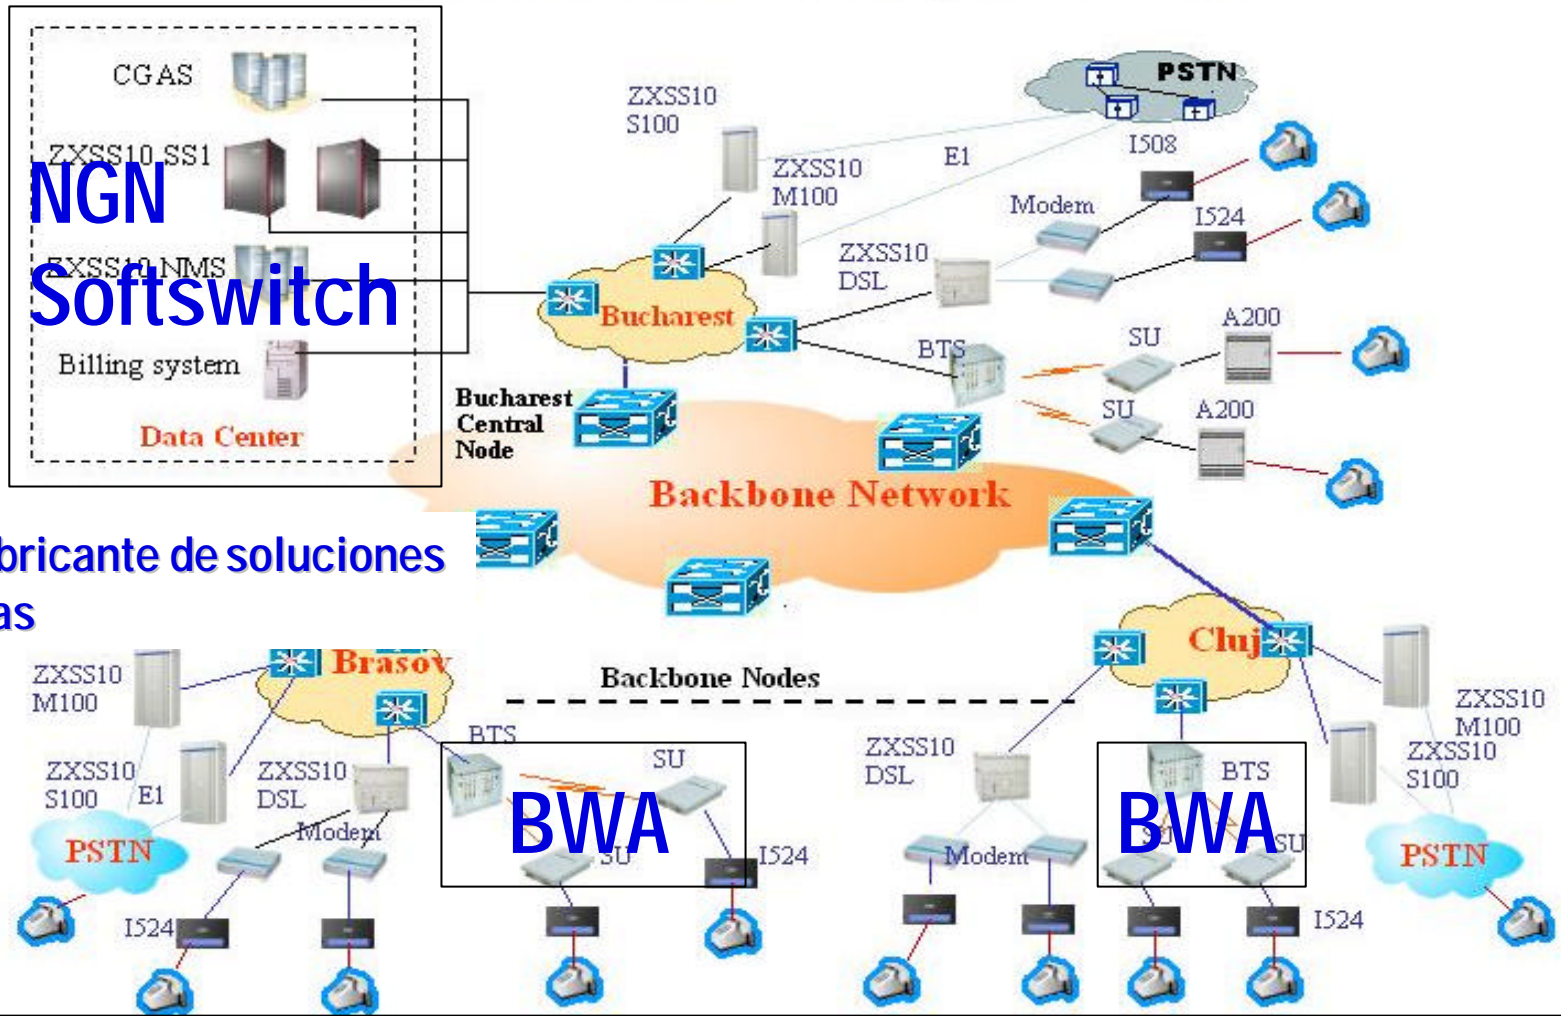 CGAS
ZXSS10 SS1
NGN
ZXSS10 NMS
Softswitch
Billing system
Data Center
ZXSS10
S100
ZXSS10
M100
E1
PSTN
I508
Modem
I524
ZXSS10
DSL
Bucharest
BTS
SU
A200
SU
A200
Bucharest
Central
Node
Backbone Network
bricante de soluciones
as
Brasov
Backbone Nodes
Cluj
ZXSS10
M100
ZXSS10
S100
E1
PSTN
ZXSS10
DSL
Modem
I524
BTS
SU
BWA
SU
I524
ZXSS10
DSL
Modem
BTS
BWA
SU
SU
I524
ZXSS10
M100
ZXSS10
S100
PSTN